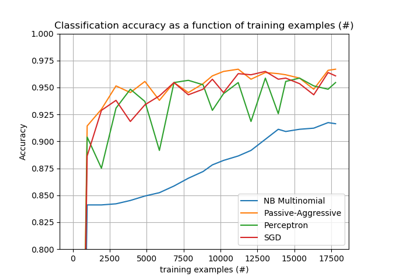 Classification accuracy as a function of training examples (#)
1.000
0.975
0.950
0.925
0.900
0.875
0.850
0.825
0.800
Accuracy
NB Multinomial
Passive-Aggressive
Perceptron
SGD
0 2500 5000 7500 10000 12500 15000 17500
training examples (#)